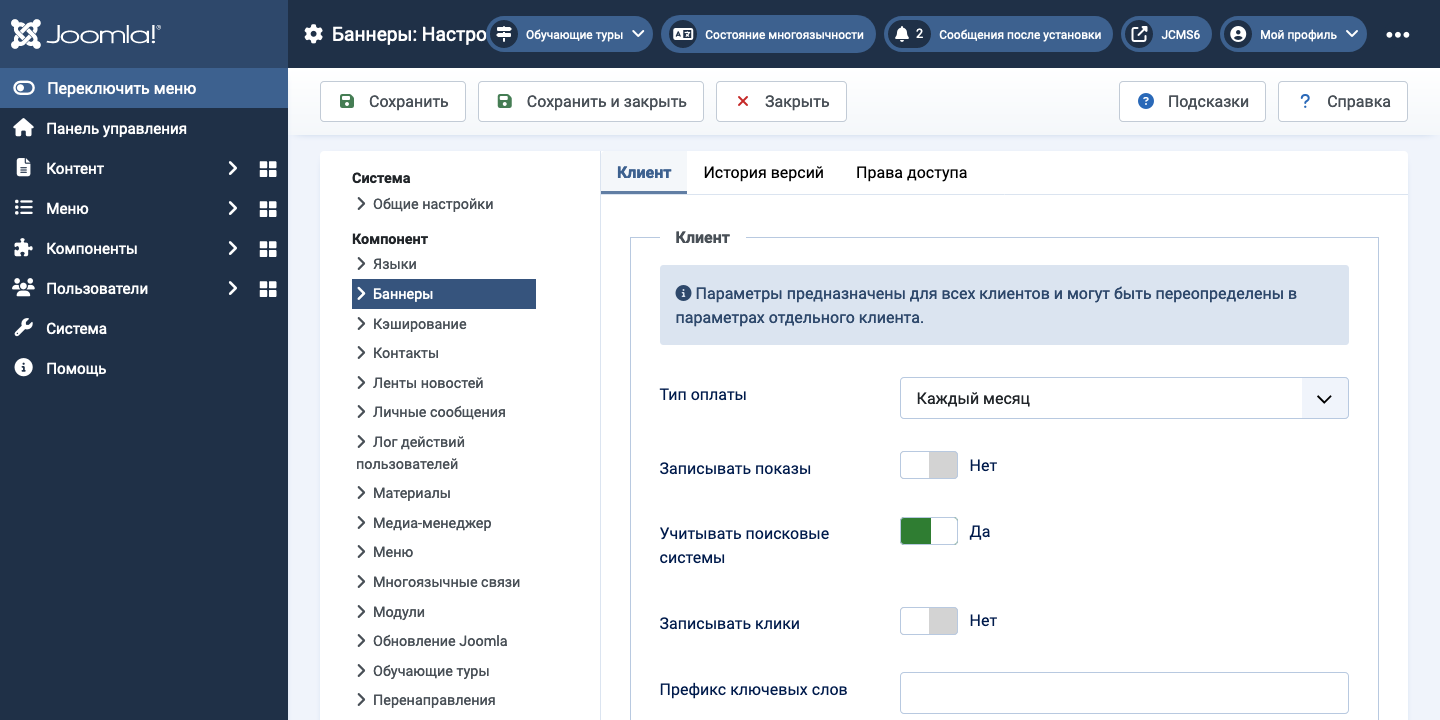 Joomla!
Баннеры: Настро
Обучающие туры
Состояние многоязычности
2 Сообщения после установки
JCMS6
Мой профиль
Переключить меню
Панель управления
Контент
Меню
Компоненты
Пользователи
Система
Помощь
Сохранить
Сохранить и закрыть
Закрыть
Подсказки
? Справка
Система
Общие настройки
Компонент
Языки
Баннеры
Кэширование
Контакты
Ленты новостей
Личные сообщения
Лог действий
пользователей
Материалы
Медиа-менеджер
Меню
Многоязычные связи
Модули
Обновление Joomla
Обучающие туры
Перенаправления
Клиент
История версий
Права доступа
Клиент
Параметры предназначены для всех клиентов и могут быть переопределены в
параметрах отдельного клиента.
Тип оплаты
Каждый месяц
Записывать показы
Нет
Учитывать поисковые
системы
Да
Записывать клики
Нет
Префикс ключевых слов